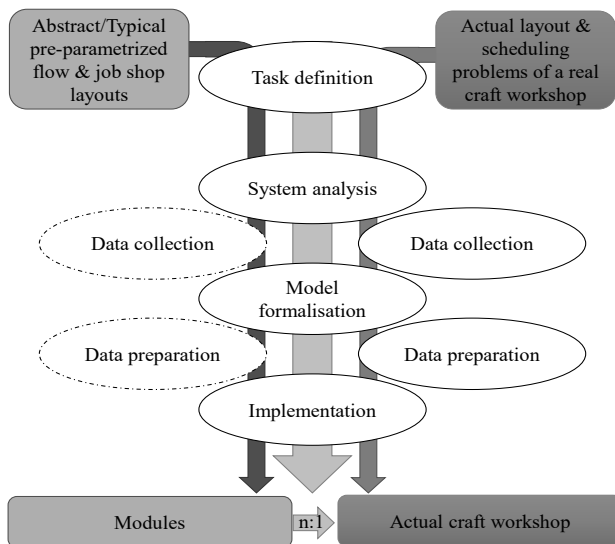 Abstract/Typical
pre-parametrized
flow & job shop
layouts
Actual layout &
scheduling
problems of a real
craft workshop
Task definition
System analysis
Data collection
Data collection
Model
formalisation
Data preparation
Data preparation
Implementation
Modules
n:1
Actual craft workshop